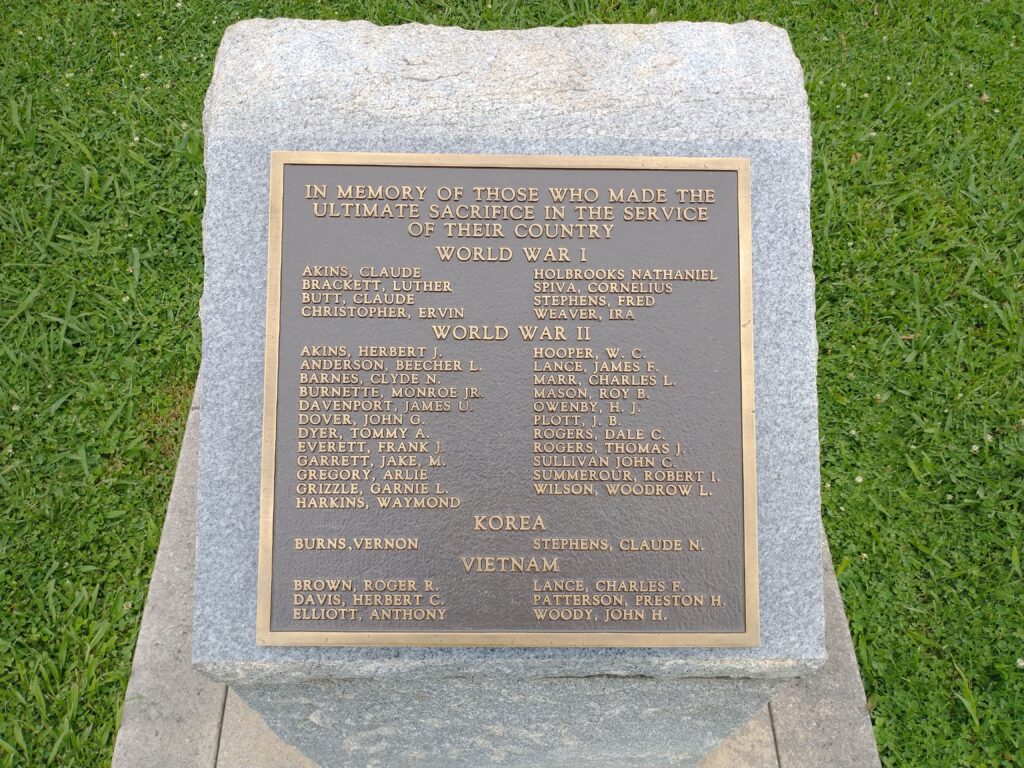 IN MEMORY OF THOSE WHO MADE THE
ULTIMATE SACRIFICE IN THE SERVICE
OF THEIR COUNTRY
WORLD WAR I
AKINS, CLAUDE
BRACKETT, LUTHER
BUTT, CLAUDE
CHRISTOPHER, ERVIN
HOLBROOKS NATHANIEL
SPIVA, CORNELIUS
STEPHENS, FRED
WEAVER, IRA
WORLD WAR II
AKINS, HERBERT J.
ANDERSON, BEECHER L.
BARNES, CLYDE N.
BURNETTE, MONROE JR.
DAVENPORT, JAMES U.
DOVER, JOHN G.
DYER, TOMMY A.
EVERETT, FRANK J.
GARRETT, JAKE, M.
GREGORY, ARLIE
GRIZZLE, GARNIE L.
HARKINS, WAYMOND
HOOPER, W. C.
LANCE, JAMES F.
MARR, CHARLES L.
MASON, ROY B.
OWENBY, H. J.
PLOTT, J. B.
ROGERS, DALE C.
ROGERS, THOMAS J.
SULLIVAN JOHN C.
SUMMEROUR, ROBERT I.
WILSON, WOODROW L.
KOREA
BURNS,VERNON
STEPHENS, CLAUDE N.
VIETNAM
BROWN, ROGER R.
DAVIS, HERBERT C.
ELLIOTT, ANTHONY
LANCE, CHARLES F.
PATTERSON, PRESTON H.
WOODY, JOHN H.